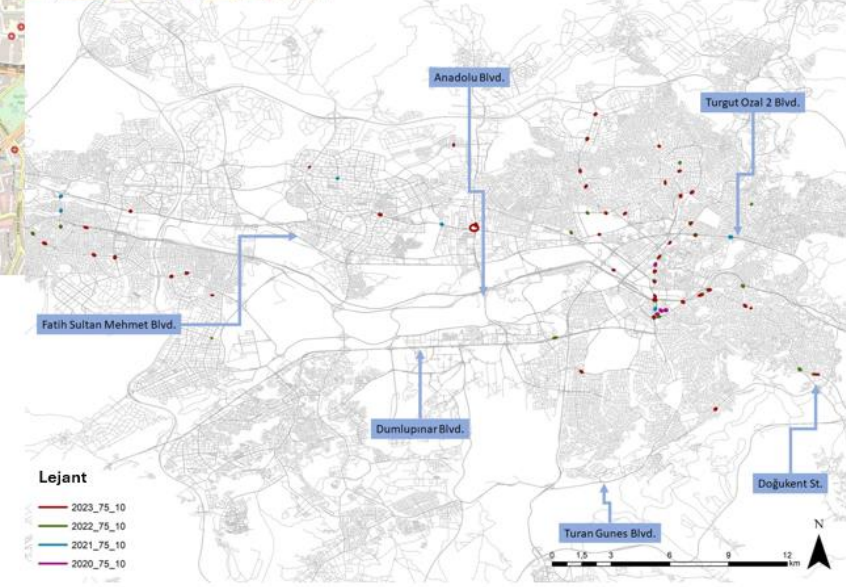 Anadolu Blvd.
Turgut Ozal 2 Blvd.
Fatih Sultan Mehmet Blvd.
Dumlupınar Blvd.
Doğukent St.
Turan Gunes Blvd.
Lejant
2023_75_10
2022_75_10
2021_75_10
2020_75_10
N
0 1,5 3 6 9 12
km